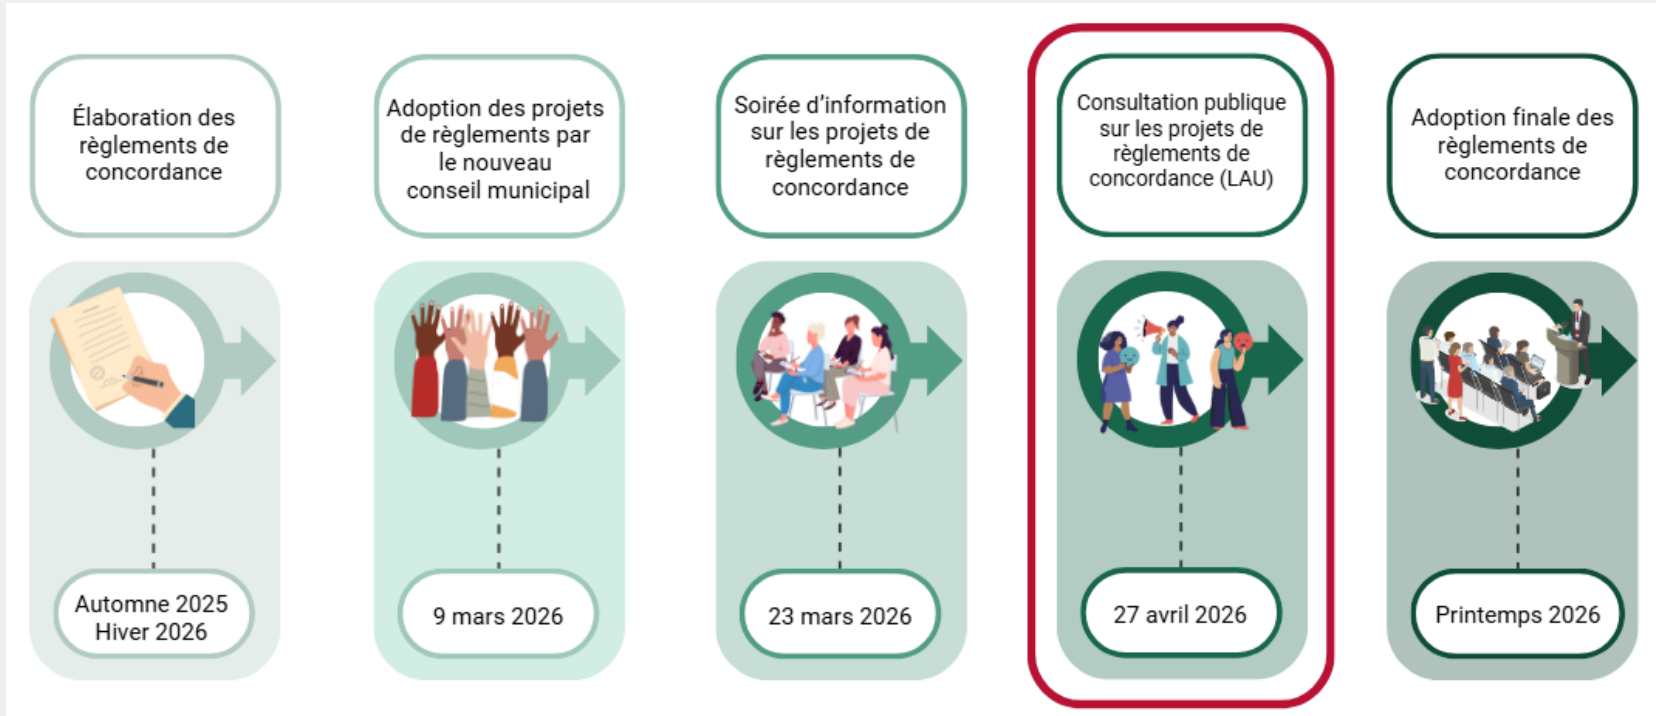 Élaboration des
règlements de
concordance
Adoption des projets
de règlements par
le nouveau
conseil municipal
Soirée d'information
sur les projets de
règlements de
concordance
Consultation publique
sur les projets de
règlements de
concordance (LAU)
Adoption finale des
règlements de
concordance
Automne 2025
Hiver 2026
9 mars 2026
23 mars 2026
27 avril 2026
Printemps 2026